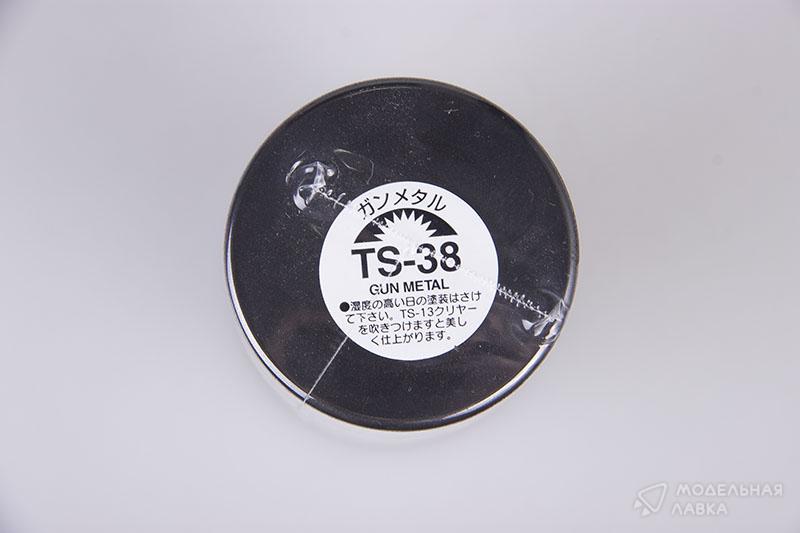 ガンメタル
TS-38
GUN METAL
●湿度の高い日の塗装はさけ
て下さい。TS-13クリヤー
を吹きつけますと美し
く仕上がります。
МОДЕЛЬНАЯ
ЛАВКА